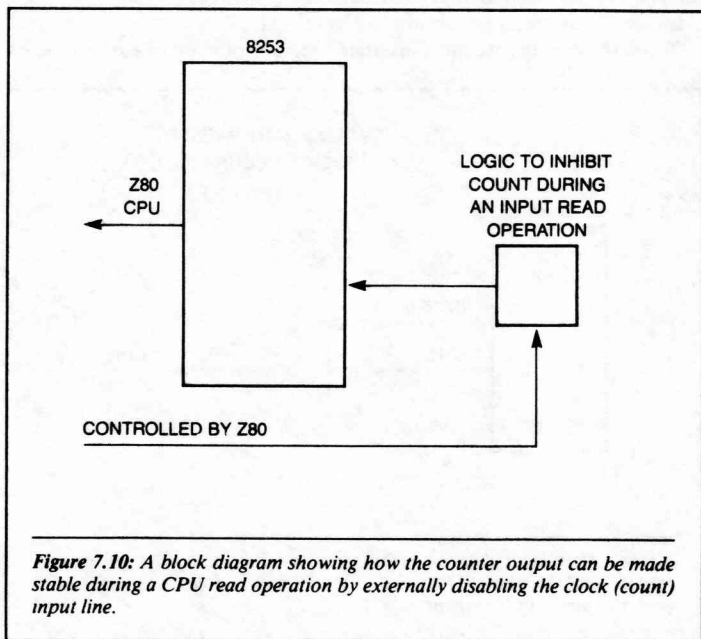 8253
Z80
CPU
LOGIC TO INHIBIT
COUNT DURING
AN INPUT READ
OPERATION
CONTROLLED BY Z80
Figure 7.10: A block diagram showing how the counter output can be made
stable during a CPU read operation by externally disabling the clock (count)
input line.